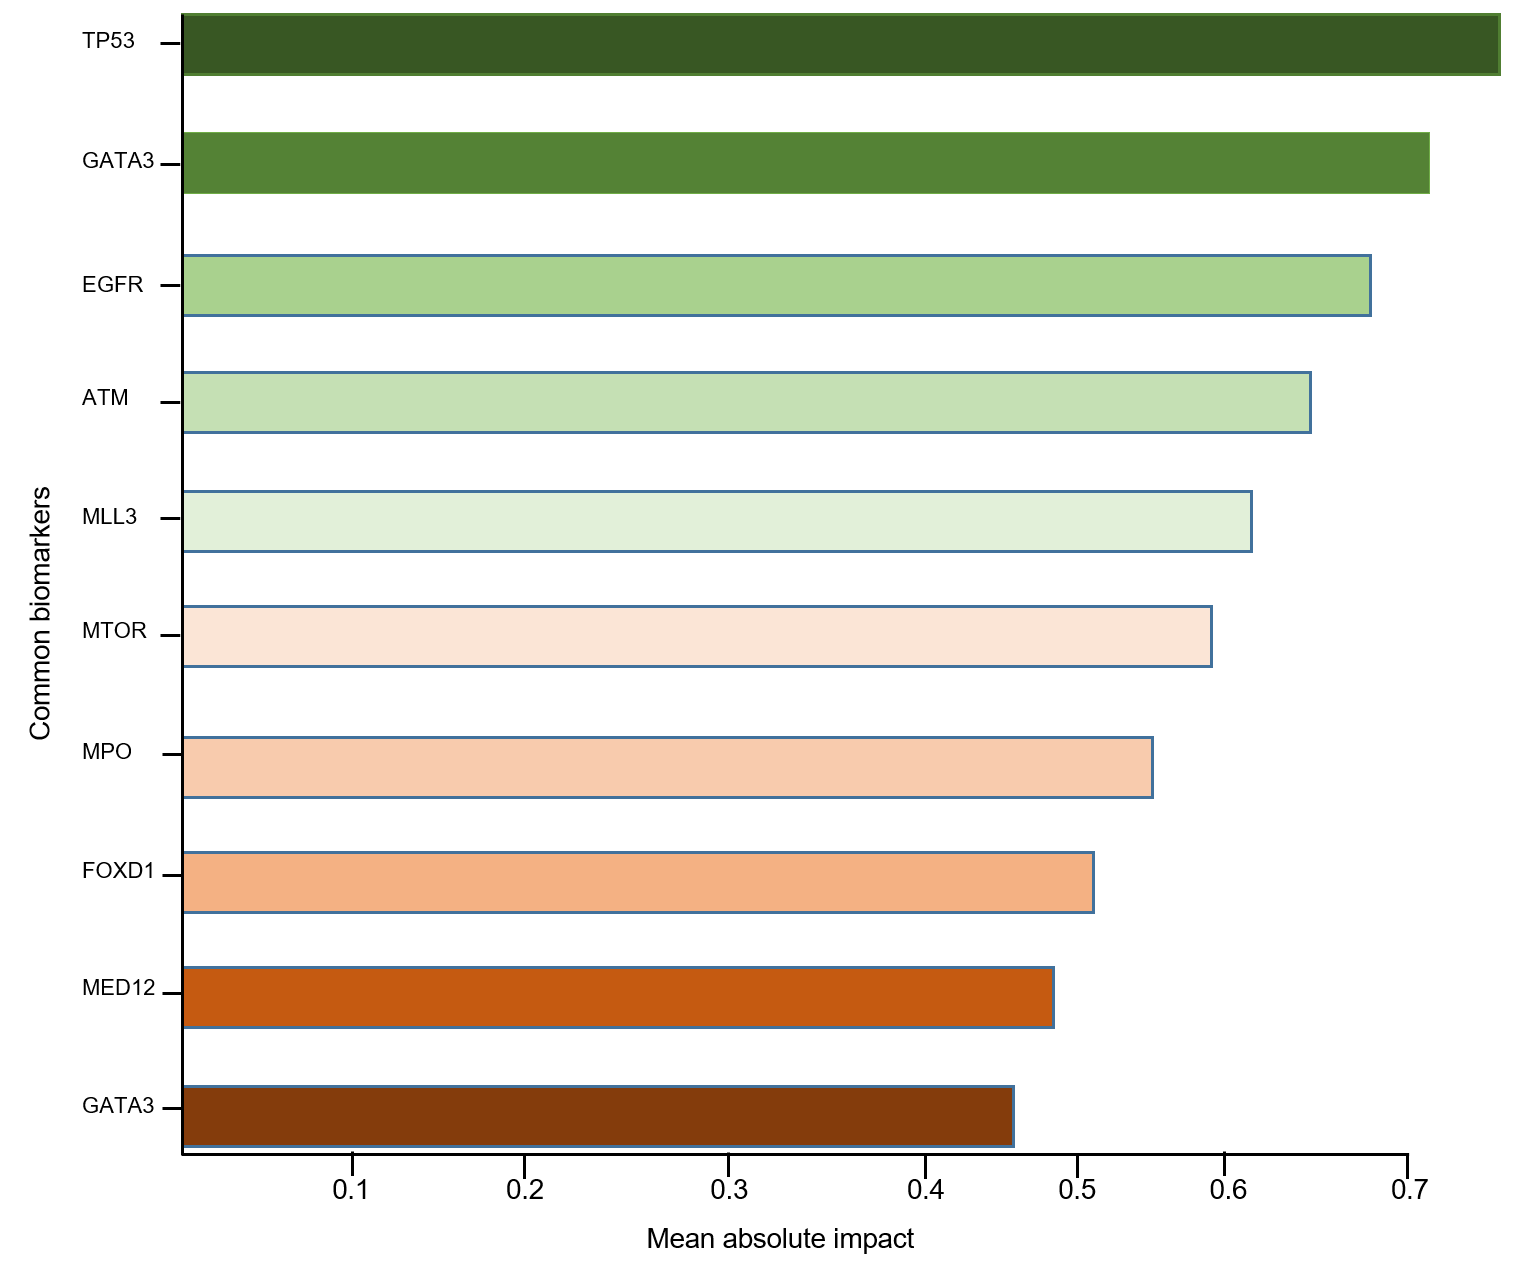 TP53
GATA3
EGFR
ATM
MLL3
MTOR
MPO
FOXD1
MED12
GATA3
Common biomarkers
0.1 0.2 0.3 0.4 0.5 0.6 0.7
Mean absolute impact